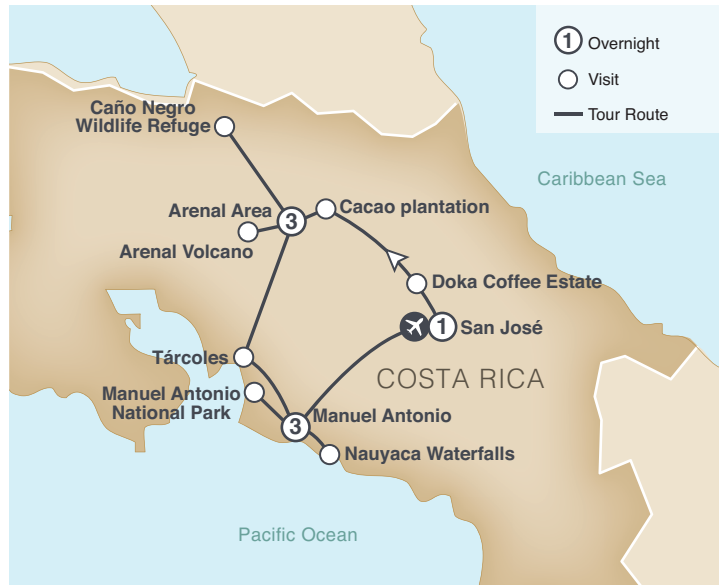 1 Overnight
Visit
Tour Route
Caño Negro
Wildlife Refuge
Caribbean Sea
Arenal Area
3
Cacao plantation
Arenal Volcano
Doka Coffee Estate
1
San José
Tárcoles
COSTA RICA
Manuel Antonio
National Park
3
Manuel Antonio
Nauyaca Waterfalls
Pacific Ocean